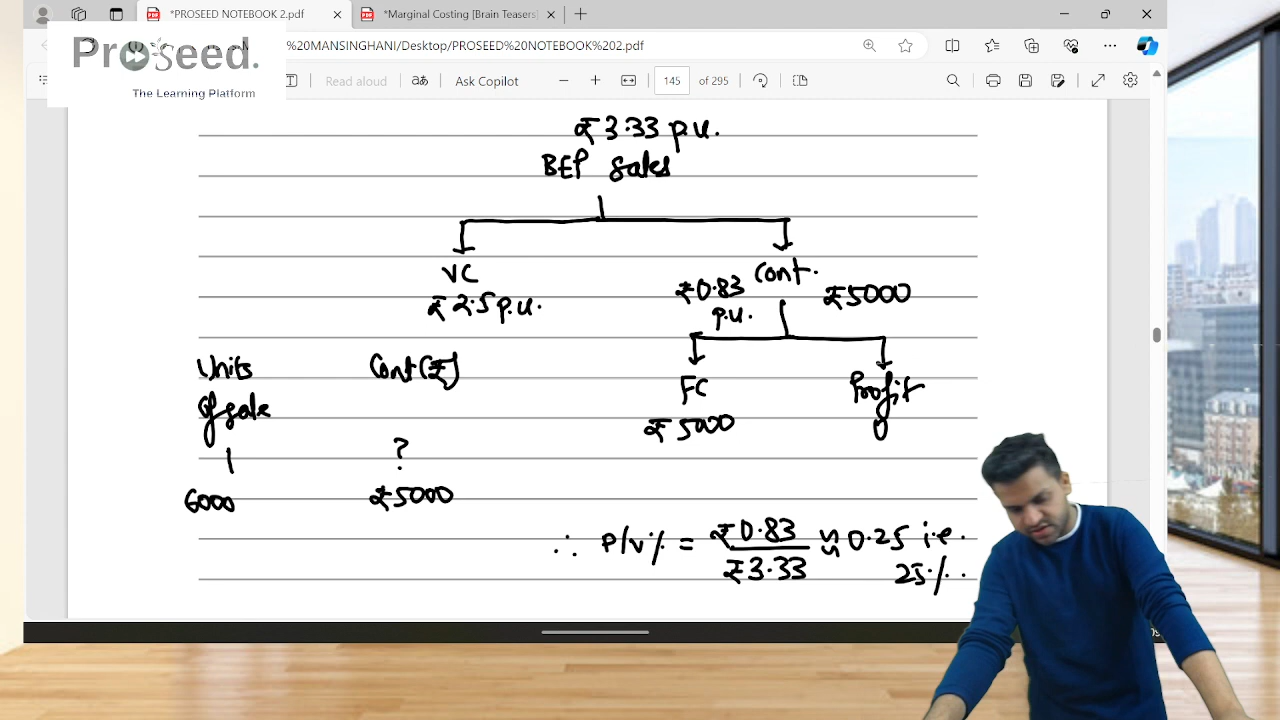 *PROSEED NOTEBOOK 2.pdf
*Marginal Costing [Brain Teasers]
Proseed.
The Learning Platform
%20MANSINGHANI/Desktop/PROSEED%20NOTEBOOK%202.pdf
Read aloud
aあ
Ask Copilot
145 of 295
₹3.33 p.u.
BEP Sales
VC
₹2.5 p.u.
Cont.
₹0.83 p.u.
₹5000
Units of sale
Cont(₹)
FC
₹5000
Profit
0
1
?
6000
₹5000
∴ P/V% = ₹0.83 / ₹3.33 ≈ 0.25 i.e. 25%.